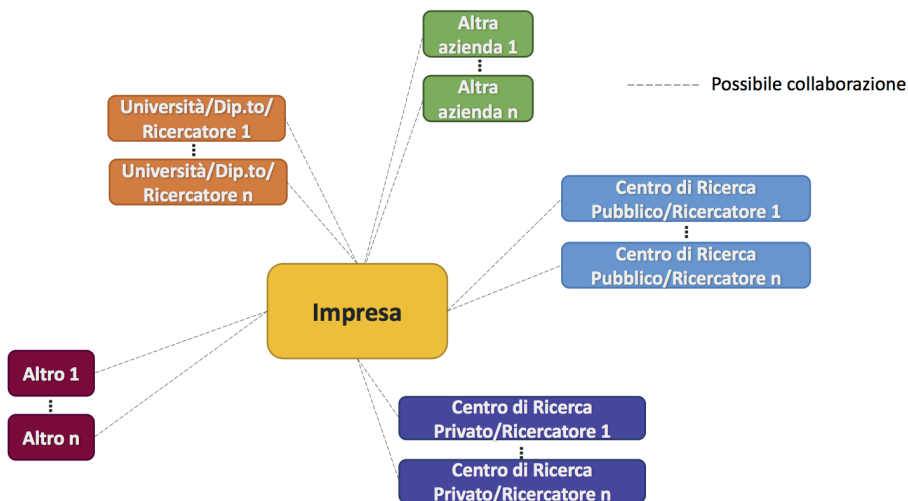 Altra
azienda 1
Altra
azienda n
Possibile collaborazione
Università/Dip.to/
Ricercatore 1
Università/Dip.to/
Ricercatore n
Centro di Ricerca
Pubblico/Ricercatore 1
Centro di Ricerca
Pubblico/Ricercatore n
Impresa
Altro 1
Altro n
Centro di Ricerca
Privato/Ricercatore 1
Centro di Ricerca
Privato/Ricercatore n